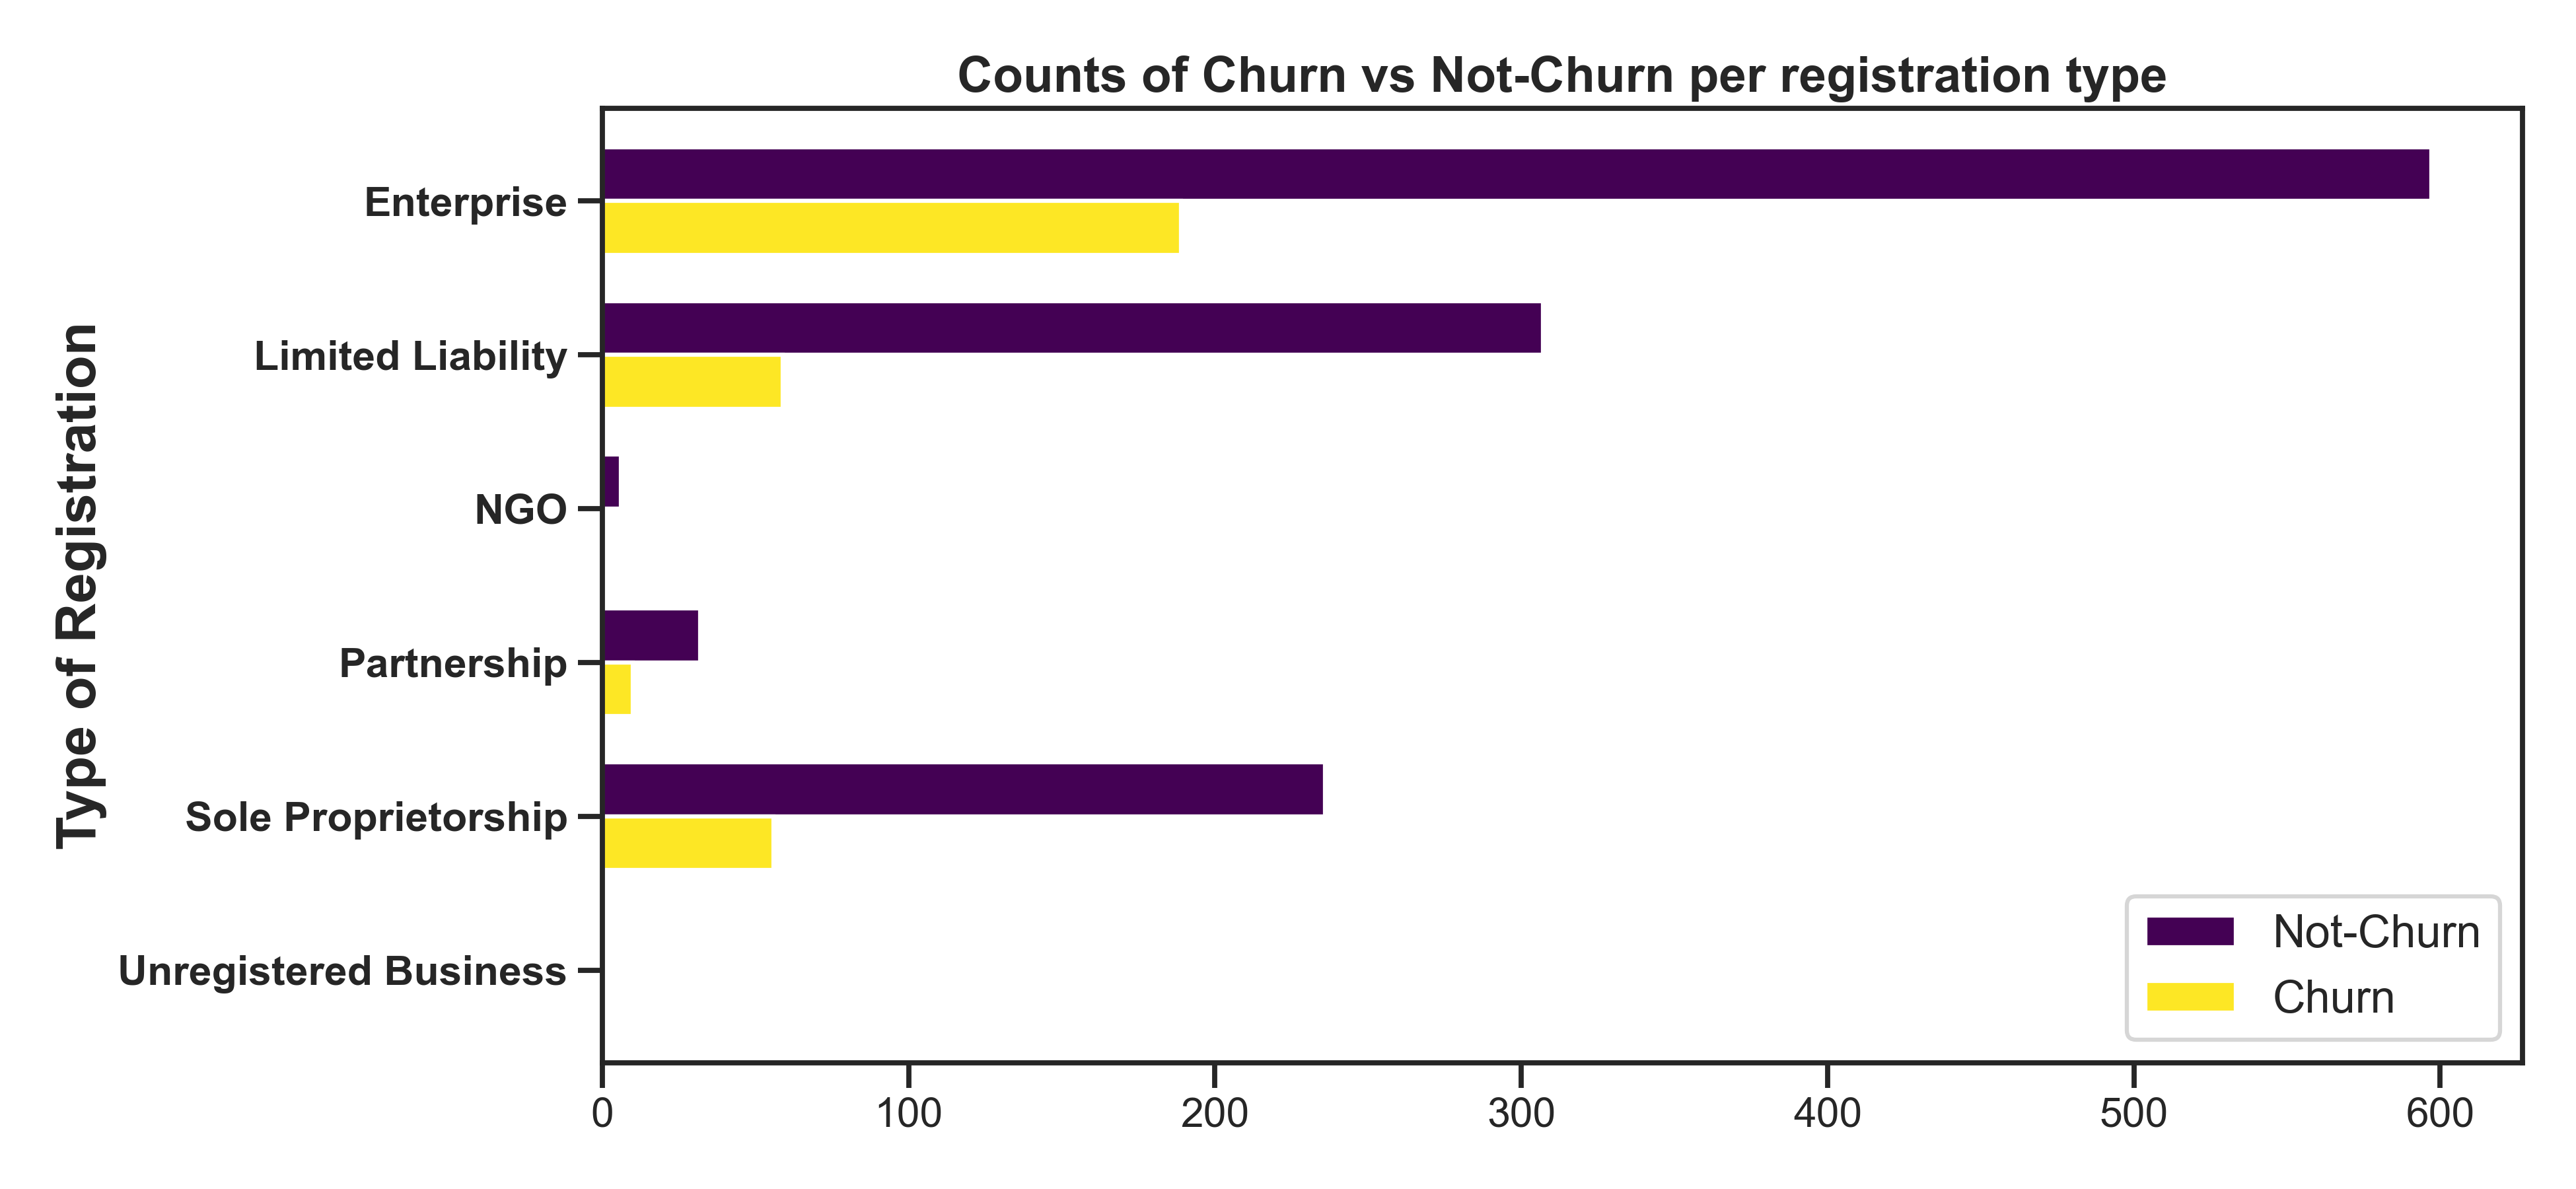 Counts of Churn vs Not-Churn per registration type
Type of Registration
Enterprise
Limited Liability
NGO
Partnership
Sole Proprietorship
Unregistered Business
Not-Churn
Churn
0 100 200 300 400 500 600